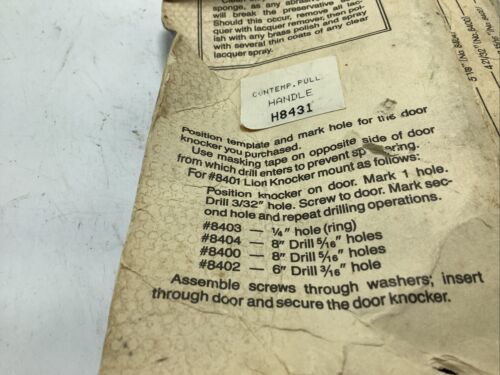 sponge, as any abras
will break the preservative se
Should this occur, remove all lac-
quer with lacquer remover, then pol-
ish with any brass polish and spray
with several thin coats of any clear
lacquer spray.
CONTEMP. PULL
HANDLE
H8431
Position template and mark hole for the door
knocker you purchased.
Use masking tape on opposite side of door
from which drill enters to prevent sp
ring.
For #8401 Lion Knocker mount as follows:
Position knocker on door. Mark 1 hole.
Drill 3/32" hole. Screw to door. Mark sec-
ond hole and repeat drilling operations.
#8403 — ¼" hole (ring)
#8404 — 8" Drill 5/16" holes
#8400 — 8" Drill 5/16" holes
#8402 — 6" Drill 3/16" hole
Assemble screws through washers; insert
through door and secure the door knocker.